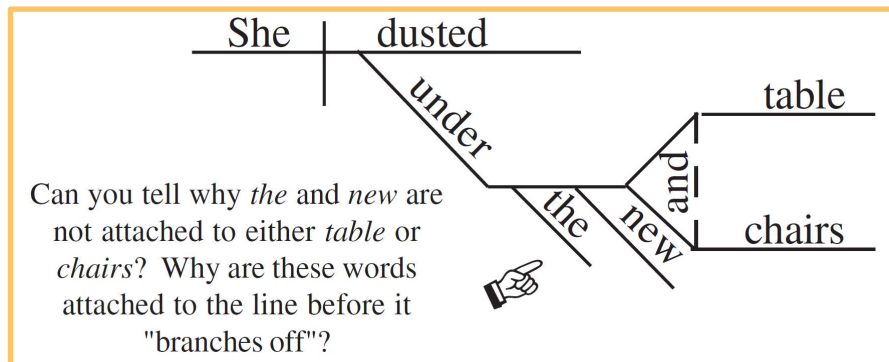 She dusted
under
the
new
and
table
chairs
Can you tell why the and new are
not attached to either table or
chairs? Why are these words
attached to the line before it
"branches off"?